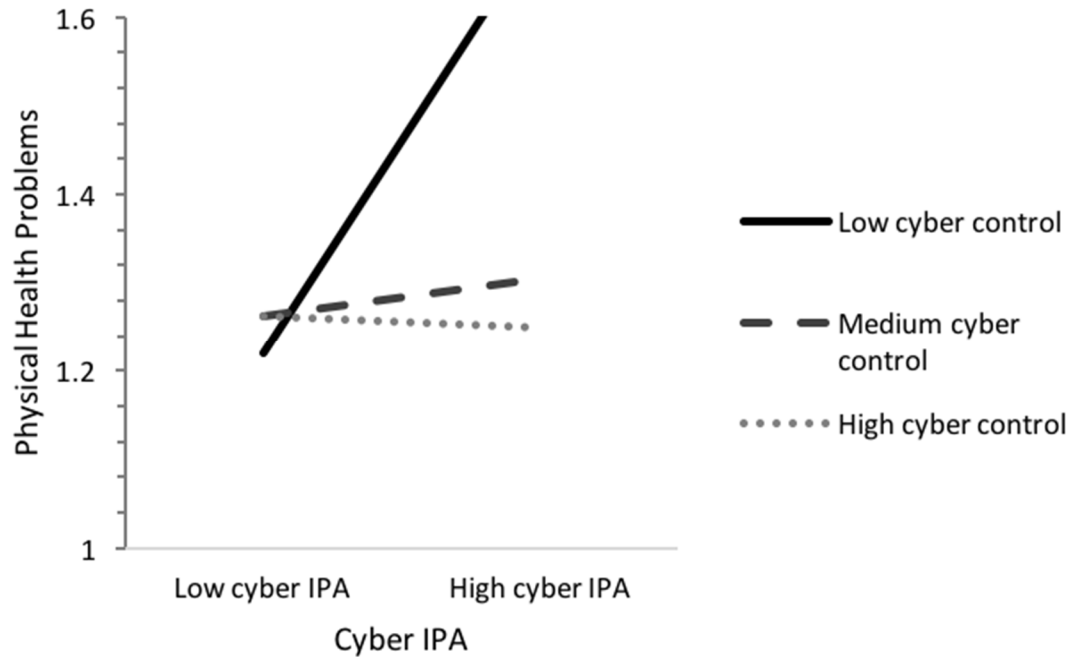 1.6
1.4
1.2
1
Physical Health Problems
Low cyber IPA
High cyber IPA
Cyber IPA
Low cyber control
Medium cyber
control
High cyber control